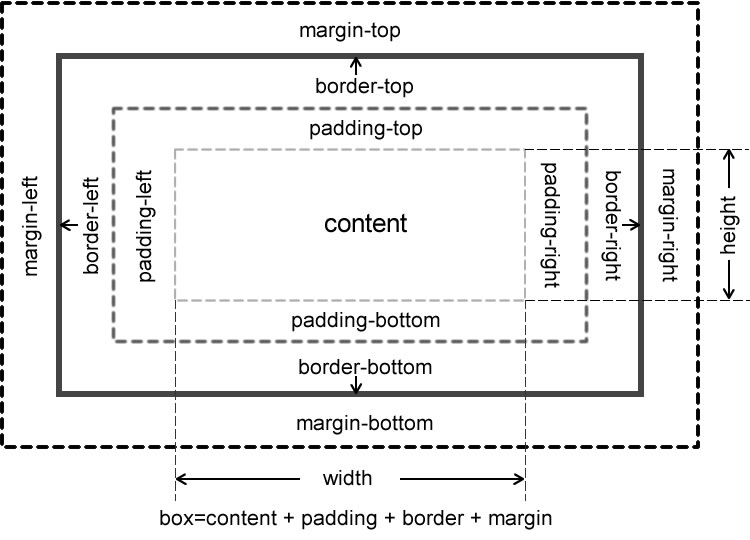 margin-top
border-top
padding-top
margin-left
border-left
padding-left
content
padding-right
border-right
margin-right
height
padding-bottom
border-bottom
margin-bottom
width
box=content + padding + border + margin